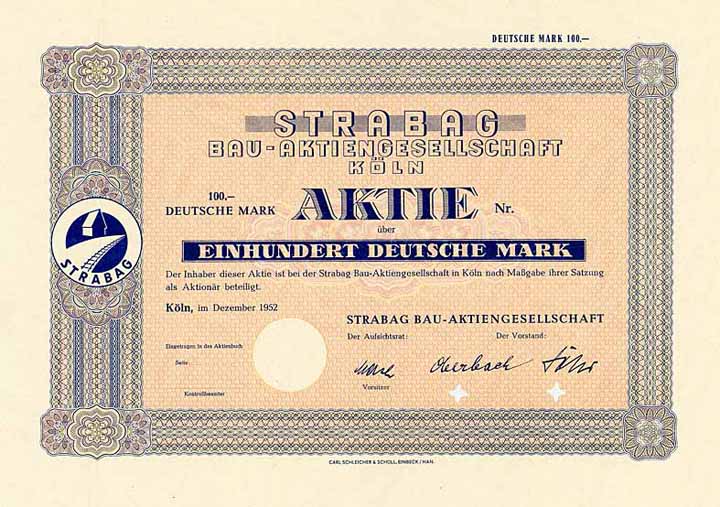 DEUTSCHE MARK 100.—
STRABAG
BAU-AKTIENGESELLSCHAFT
KÖLN
100.—
DEUTSCHE MARK AKTIE Nr.
über
EINHUNDERT DEUTSCHE MARK
STRABAG
Der Inhaber dieser Aktie ist bei der Strabag Bau-Aktiengesellschaft in Köln nach Maßgabe ihrer Satzung
als Aktionär beteiligt.
Köln, im Dezember 1952
STRABAG BAU-AKTIENGESELLSCHAFT
Der Aufsichtsrat: Der Vorstand:
Eingetragen in das Aktienbuch
Seite
Oberbach
Vorsitzer
Kontrollbeamter
CARL SCHLEICHER & SCHÜLL, EINBECK / HAN.